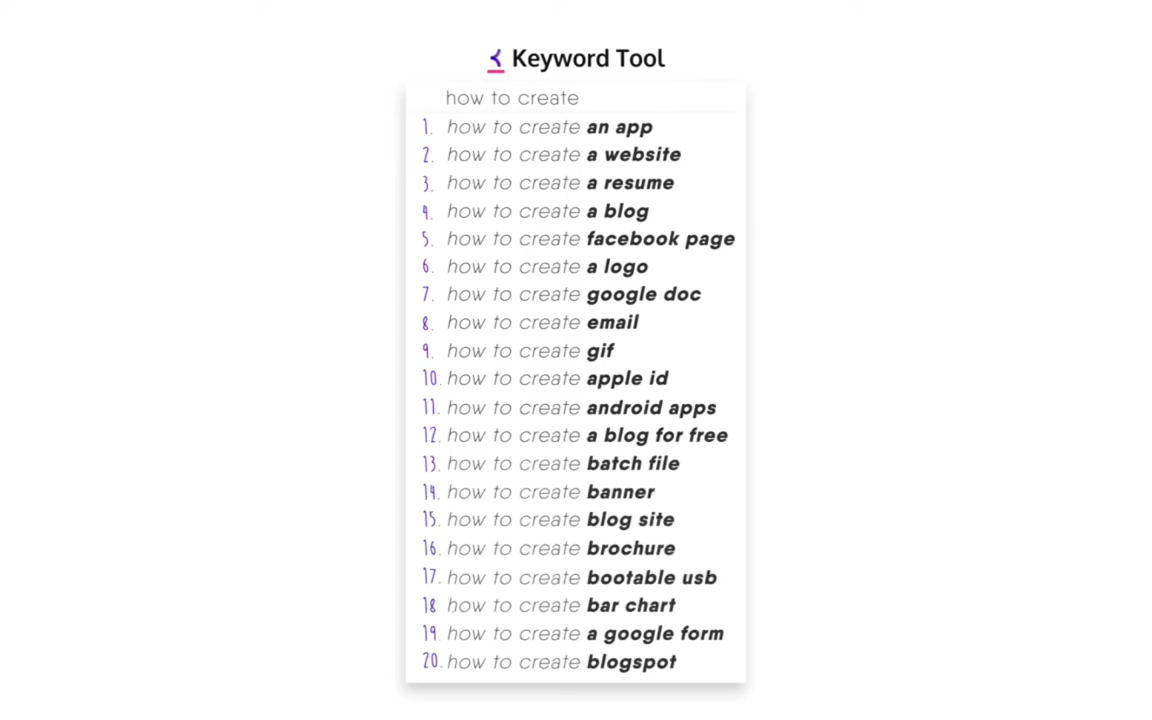 Keyword Tool
how to create
1. how to create an app
2. how to create a website
3. how to create a resume
4. how to create a blog
5. how to create facebook page
6. how to create a logo
7. how to create google doc
8. how to create email
9. how to create gif
10. how to create apple id
11. how to create android apps
12. how to create a blog for free
13. how to create batch file
14. how to create banner
15. how to create blog site
16. how to create brochure
17. how to create bootable usb
18 how to create bar chart
19. how to create a google form
20. how to create blogspot